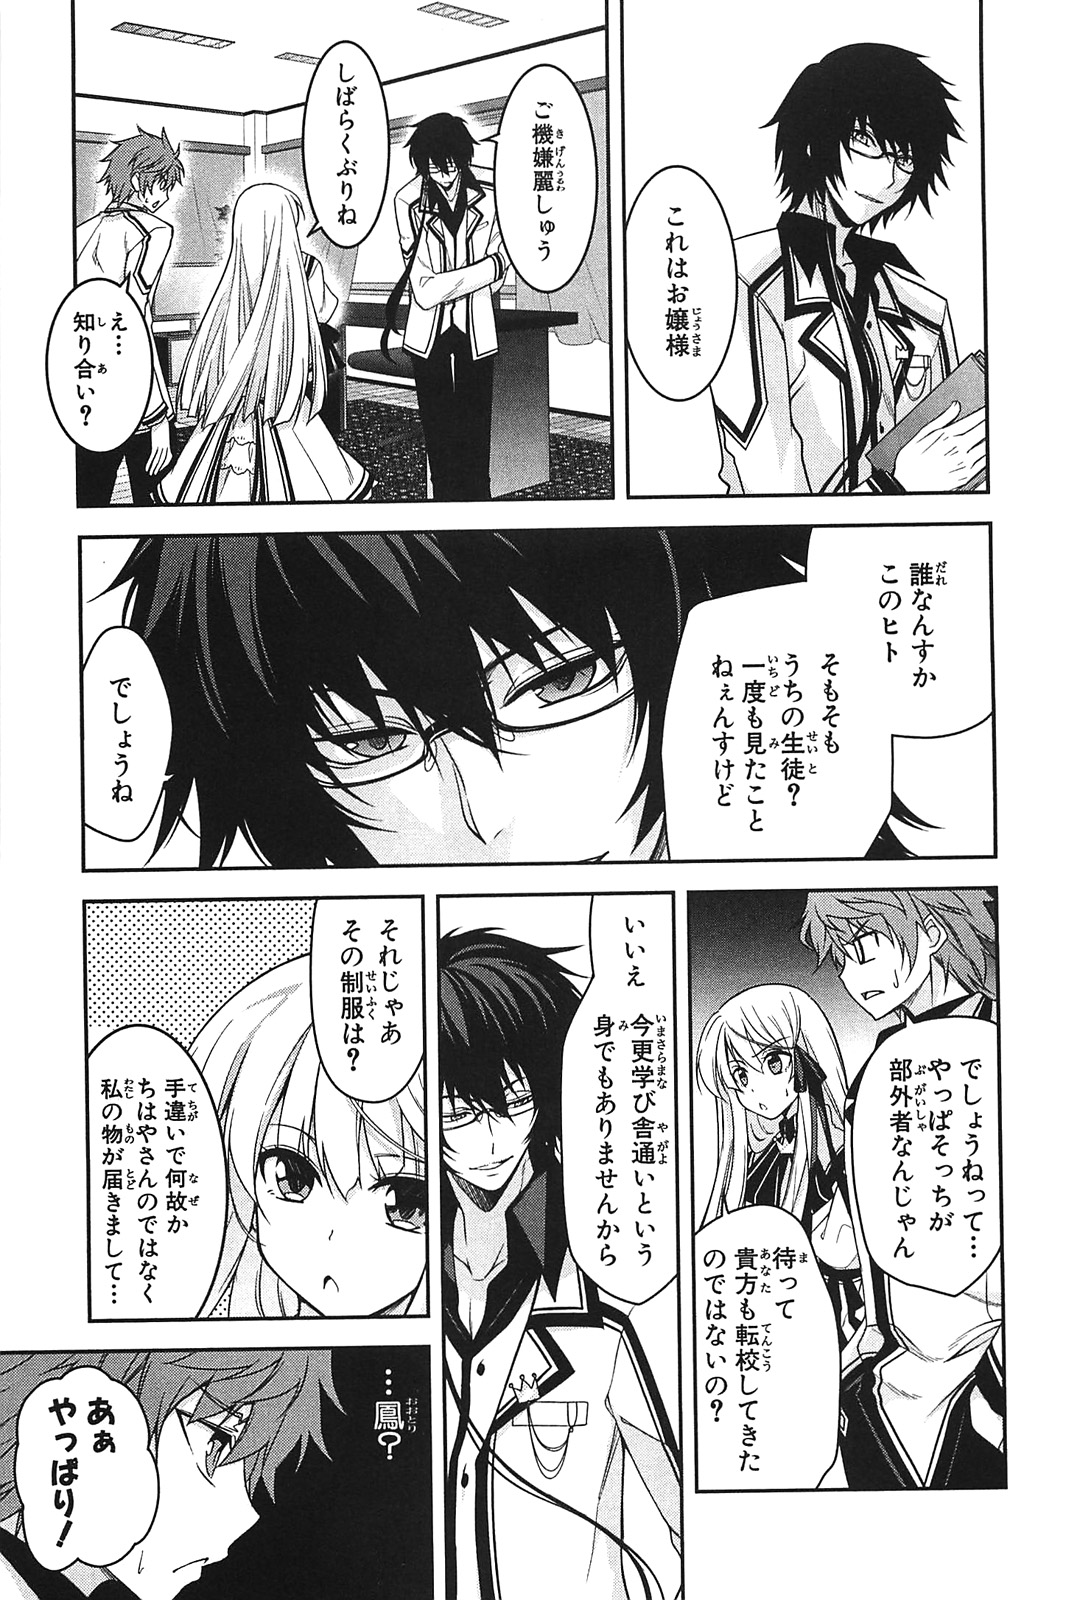 これはお嬢様
ご機嫌麗しゅう
しばらくぶりね
え…
知り合い？
誰なんすか
このヒト
そもそも
うちの生徒？
一度も見たこと
ねぇんすけど
でしょうね
でしょうねって…
やっぱそっちが
部外者なんじゃん
待って
貴方も転校してきた
のではないの？
いいえ
今更学び舎通いという
身でもありませんから
それじゃあ
その制服は？
手違いで何故か
ちはやさんのではなく
私の物が届きまして…
…鳳？
あぁ
やっぱり！